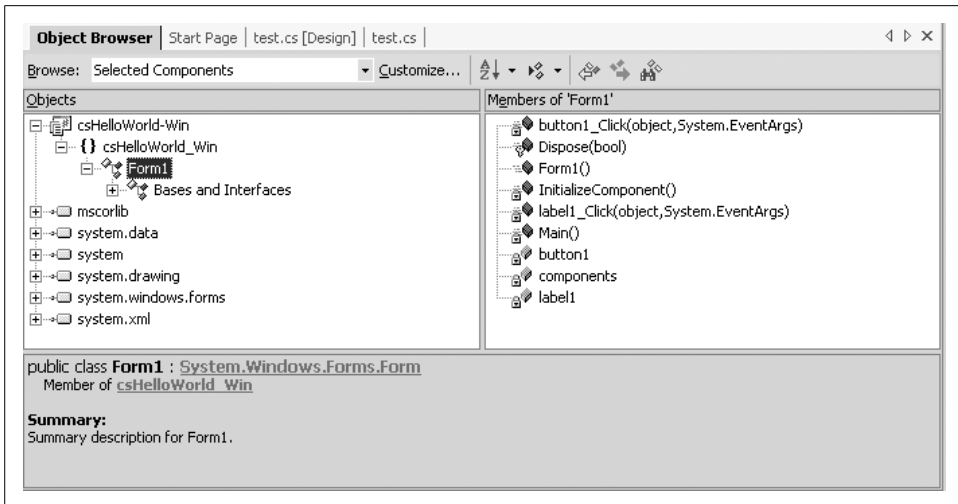 Object Browser Start Page test.cs [Design] test.cs
Browse: Selected Components Customize...
Objects
csHelloWorld-Win
{} csHelloWorld_Win
Form1
Bases and Interfaces
mscorlib
system.data
system
system.drawing
system.windows.forms
system.xml
Members of 'Form1'
button1_Click(object,System.EventArgs)
Dispose(bool)
Form1()
InitializeComponent()
label1_Click(object,System.EventArgs)
Main()
button1
components
label1
public class Form1 : System.Windows.Forms.Form
Member of csHelloWorld_Win
Summary:
Summary description for Form1.